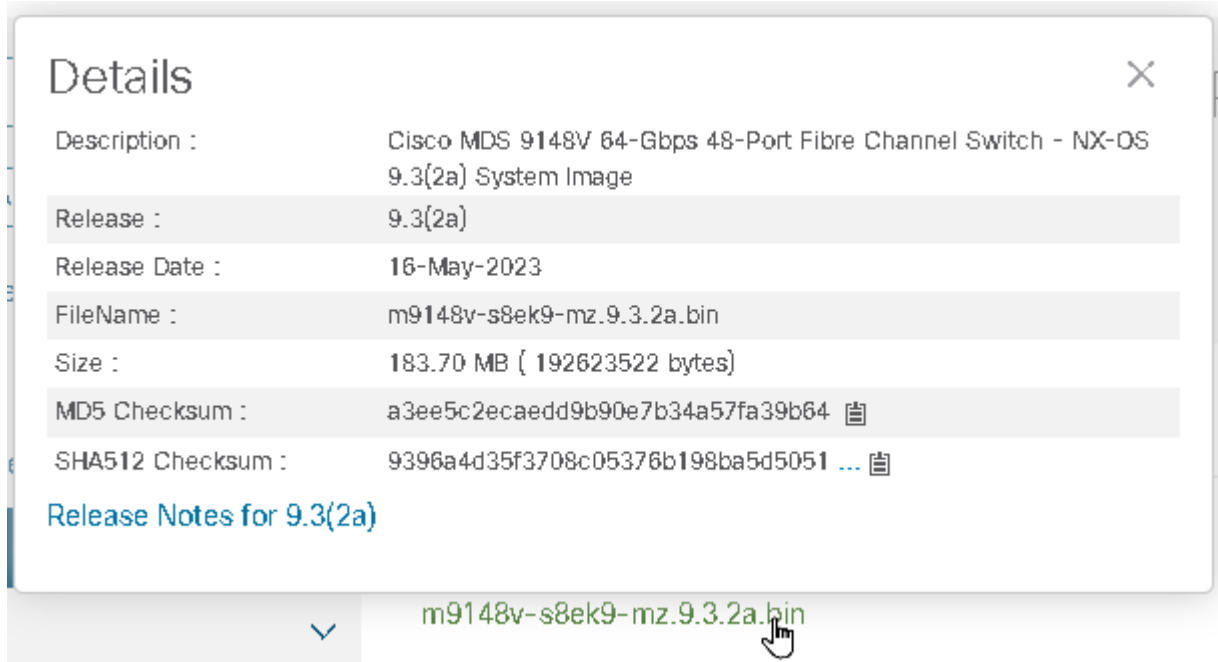 Details
Description :
Cisco MDS 9148V 64-Gbps 48-Port Fibre Channel Switch - NX-OS
9.3(2a) System Image
Release :
9.3(2a)
Release Date :
16-May-2023
FileName :
m9148v-s8ek9-mz.9.3.2a.bin
Size :
183.70 MB ( 192623522 bytes)
MD5 Checksum :
a3ee5c2ecaedd9b90e7b34a57fa39b64
SHA512 Checksum :
9396a4d35f3708c05376b198ba5d5051 ...
Release Notes for 9.3(2a)
m9148v-s8ek9-mz.9.3.2a.bin